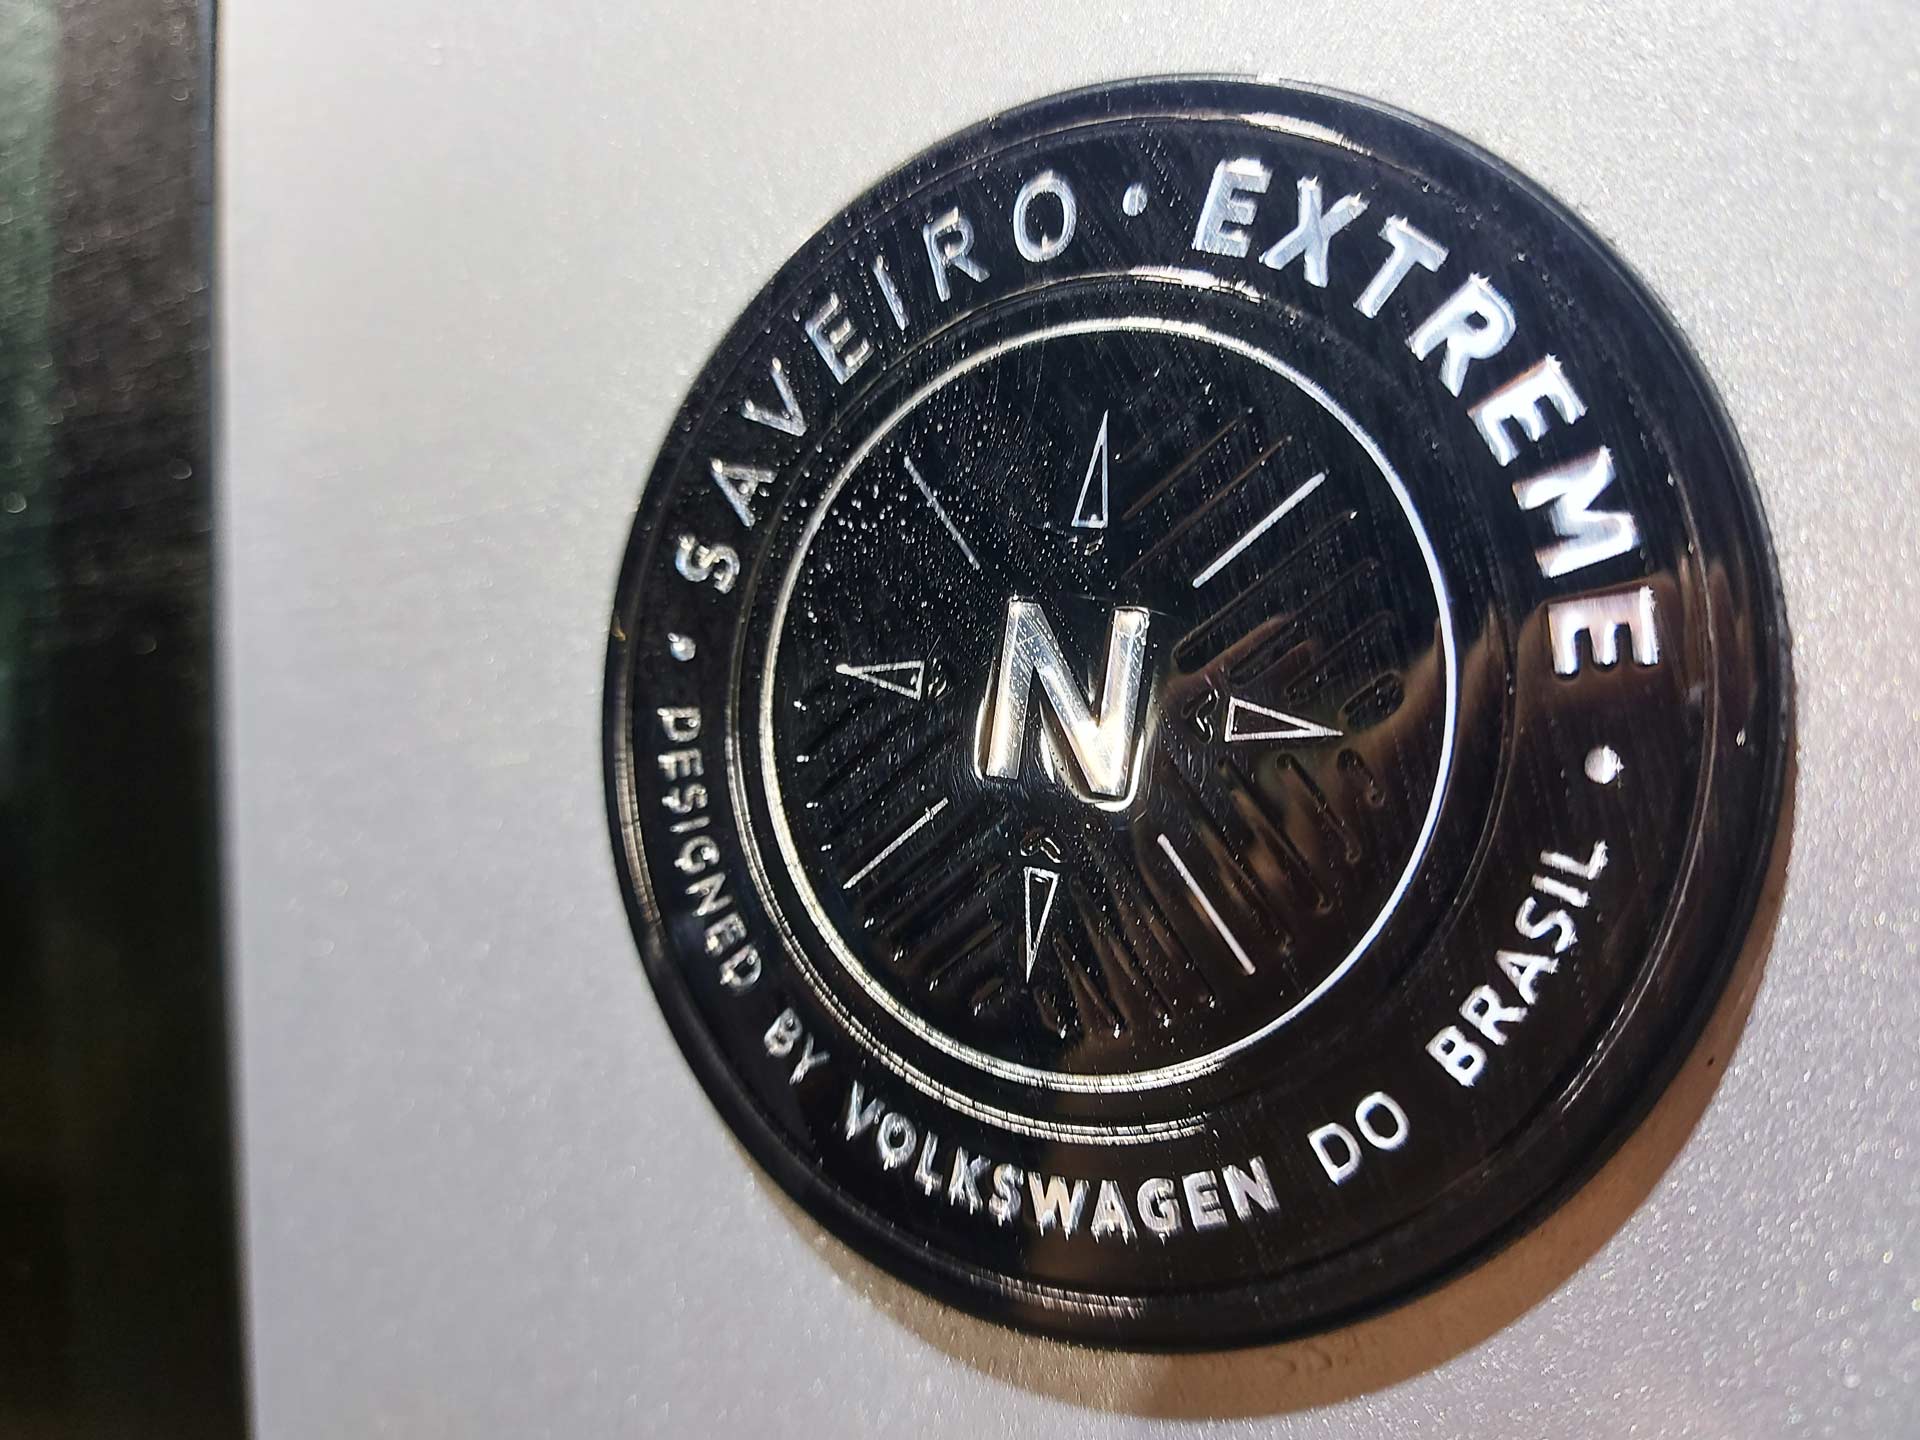 • SAVEIRO • EXTREME •
DESIGNED BY VOLKSWAGEN DO BRASIL
N